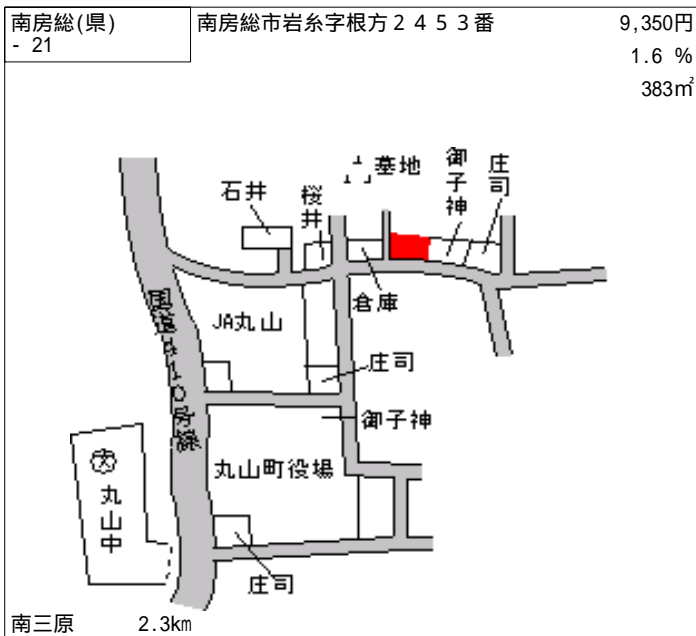 南房総(県)
- 21
南房総市岩糸字根方２４５３番
9,350円
1.6 %
383㎡
墓地
御子神
庄司
石井
桜井
倉庫
国道410号線
JA丸山
庄司
御子神
丸山町役場
文
丸山中
庄司
南三原 2.3km